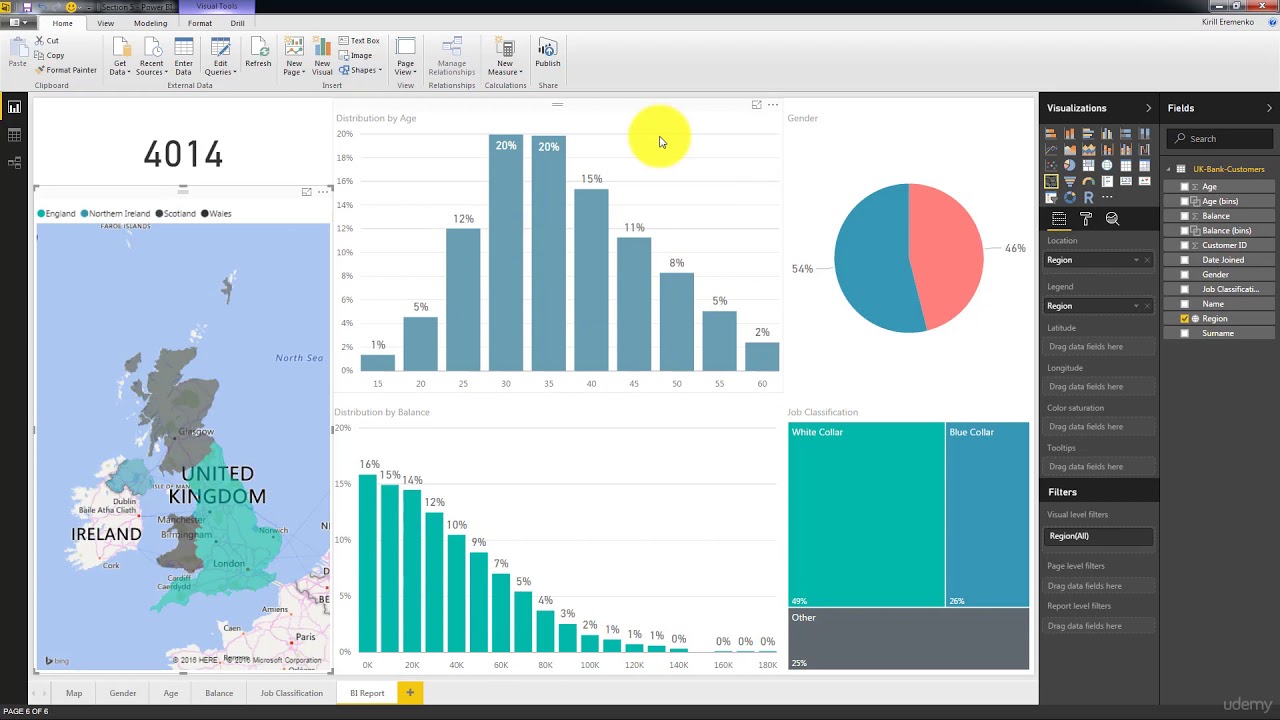 Section 5 - Power BI
Visual Tools
Home View Modeling Format Drill
Kirill Eremenko
Paste
Cut
Copy
Format Painter
Get Data
Recent Sources
Enter Data
Edit Queries
Refresh
New Page
New Visual
Text Box
Image
Shapes
Page View
Manage Relationships
New Measure
Publish
Clipboard External Data Insert View Relationships Calculations Share
4014
England Northern Ireland Scotland Wales
FAROE ISLANDS
North Sea
Glasgow
UNITED
KINGDOM
ISLE OF MAN
Dublin
Baile Átha Cliath
Manchester
IRELAND
Birmingham
Norwich
Cork
London
Cardiff
Caerdydd
Amiens
Caen
Paris
Rennes
Orléans
bing
© 2016 HERE, © 2016 Microsoft Corporation
Distribution by Age
20%
18%
16%
14%
12%
10%
8%
6%
4%
2%
0%
1% 5% 12% 20% 20% 15% 11% 8% 5% 2%
15 20 25 30 35 40 45 50 55 60
Gender
46%
54%
Distribution by Balance
20%
15%
10%
5%
0%
16% 15% 14% 12% 10% 9% 7% 5% 4% 3% 2% 1% 1% 1% 0% 0% 0% 0%
0K 20K 40K 60K 80K 100K 120K 140K 160K 180K
Job Classification
White Collar
49%
Blue Collar
26%
Other
25%
Visualizations
R
Location
Region
Legend
Region
Latitude
Drag data fields here
Longitude
Drag data fields here
Color saturation
Drag data fields here
Tooltips
Drag data fields here
Filters
Visual level filters
Region(All)
Page level filters
Drag data fields here
Report level filters
Drag data fields here
Fields
Search
UK-Bank-Customers
Age
Age (bins)
Balance
Balance (bins)
Customer ID
Date Joined
Gender
Job Classificati...
Name
Region
Surname
Map Gender Age Balance Job Classification BI Report
PAGE 6 OF 6
udemy